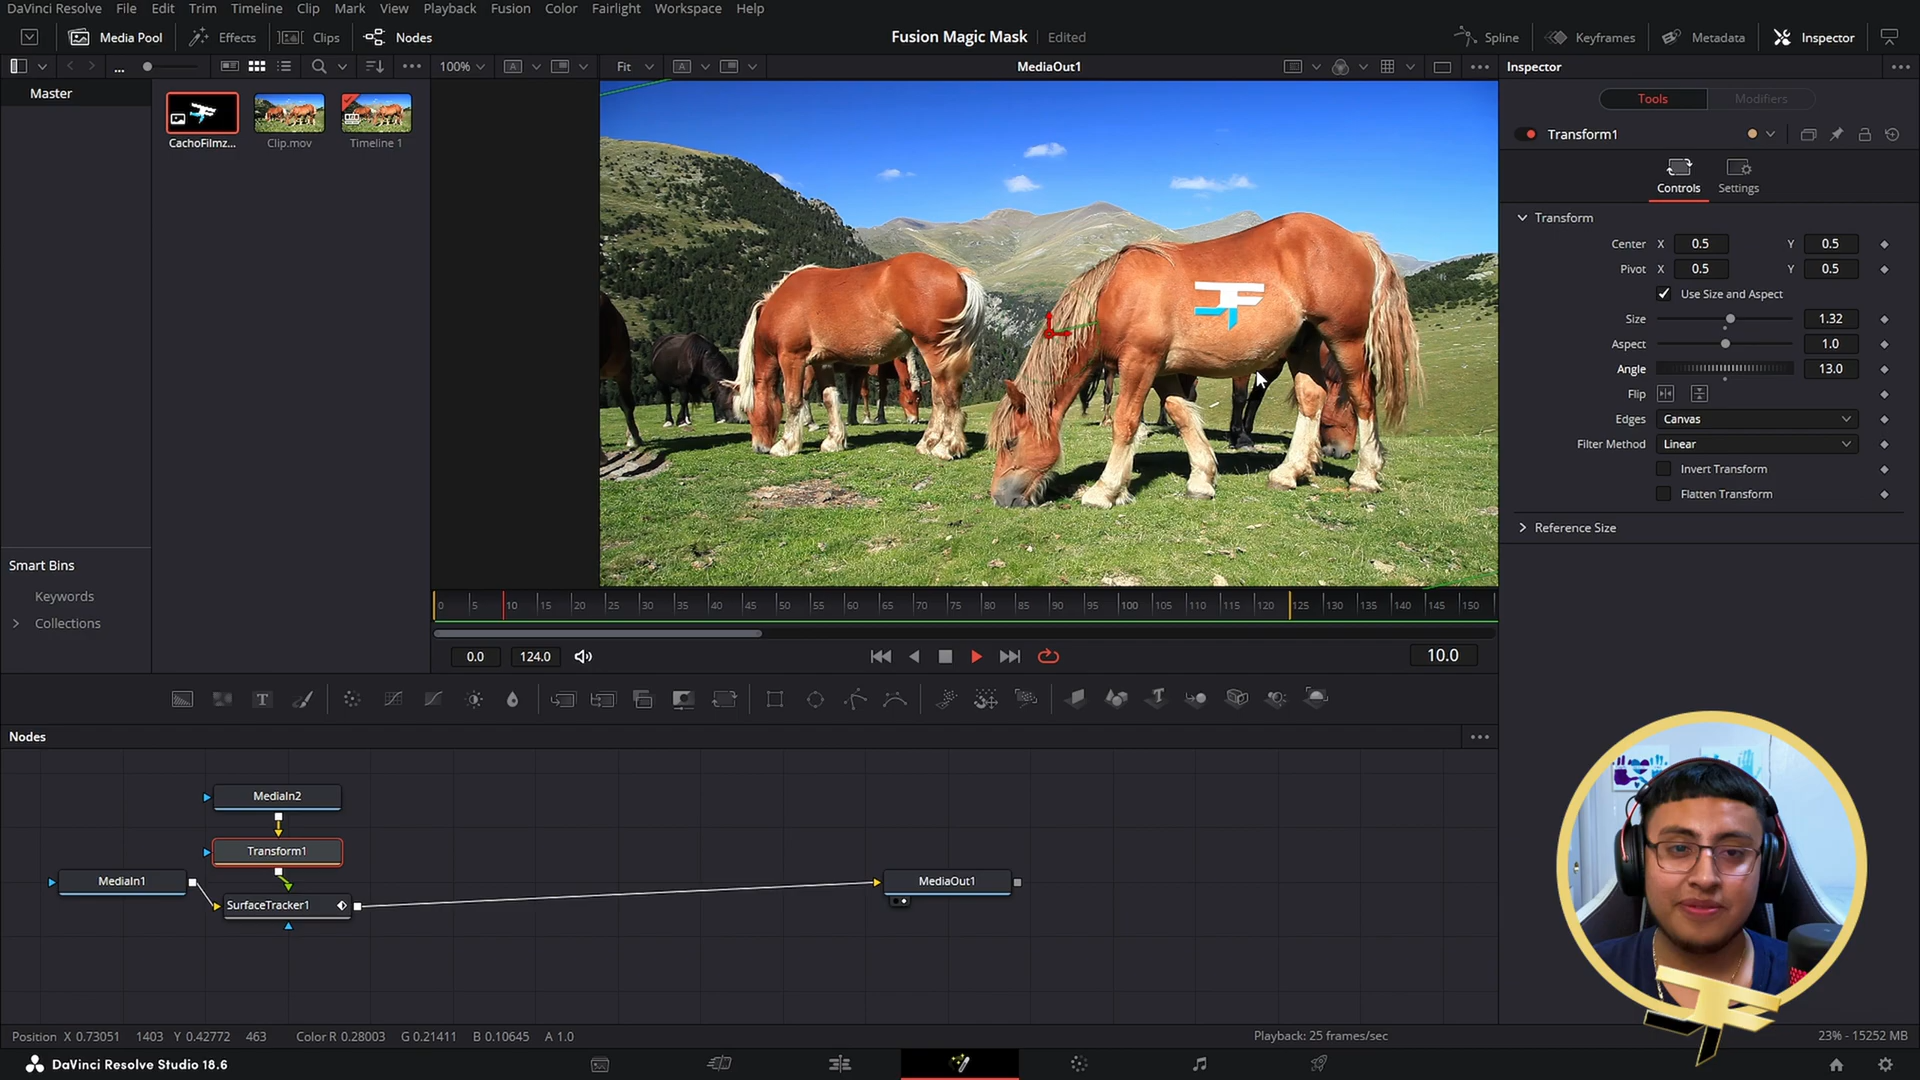 DaVinci Resolve File Edit Trim Timeline Clip Mark View Playback Fusion Color Fairlight Workspace Help
Media Pool Effects Clips Nodes Fusion Magic Mask Edited Spline Keyframes Metadata Inspector
... 100% Fit MediaOut1 Inspector
Master
CachoFilmz... Clip.mov Timeline 1
Tools Modifiers
Transform1
Controls Settings
Transform
Center X 0.5 Y 0.5
Pivot X 0.5 Y 0.5
Use Size and Aspect
Size 1.32
Aspect 1.0
Angle 13.0
Flip
Edges Canvas
Filter Method Linear
Invert Transform
Flatten Transform
Reference Size
Smart Bins
Keywords
Collections
0 5 10 15 20 25 30 35 40 45 50 55 60 65 70 75 80 85 90 95 100 105 110 115 120 125 130 135 140 145 150
0.0 124.0 10.0
Nodes
MediaIn2
Transform1
MediaIn1
SurfaceTracker1
MediaOut1
Position X 0.73051 1403 Y 0.42772 463 Color R 0.28003 G 0.21411 B 0.10645 A 1.0 Playback: 25 frames/sec 23% - 15252 MB
DaVinci Resolve Studio 18.6